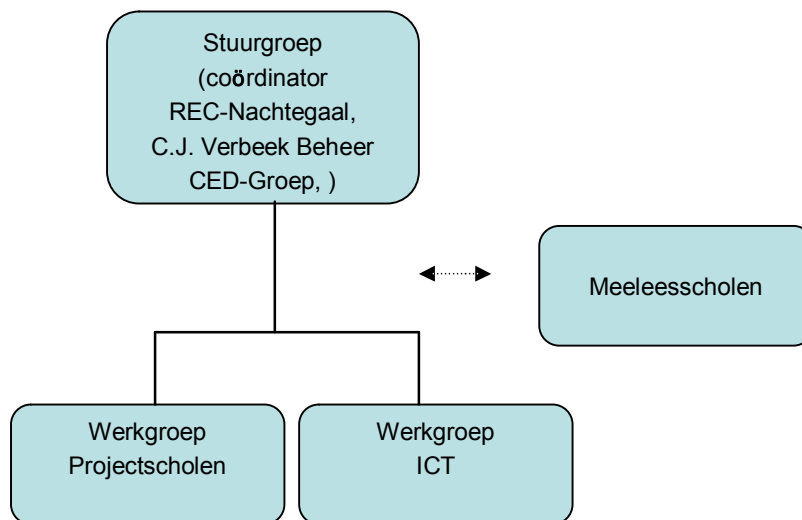 Stuurgroep
(coördinator
REC-Nachtegaal,
C.J. Verbeek Beheer
CED-Groep, )
Meeleesscholen
Werkgroep
Projectscholen
Werkgroep
ICT